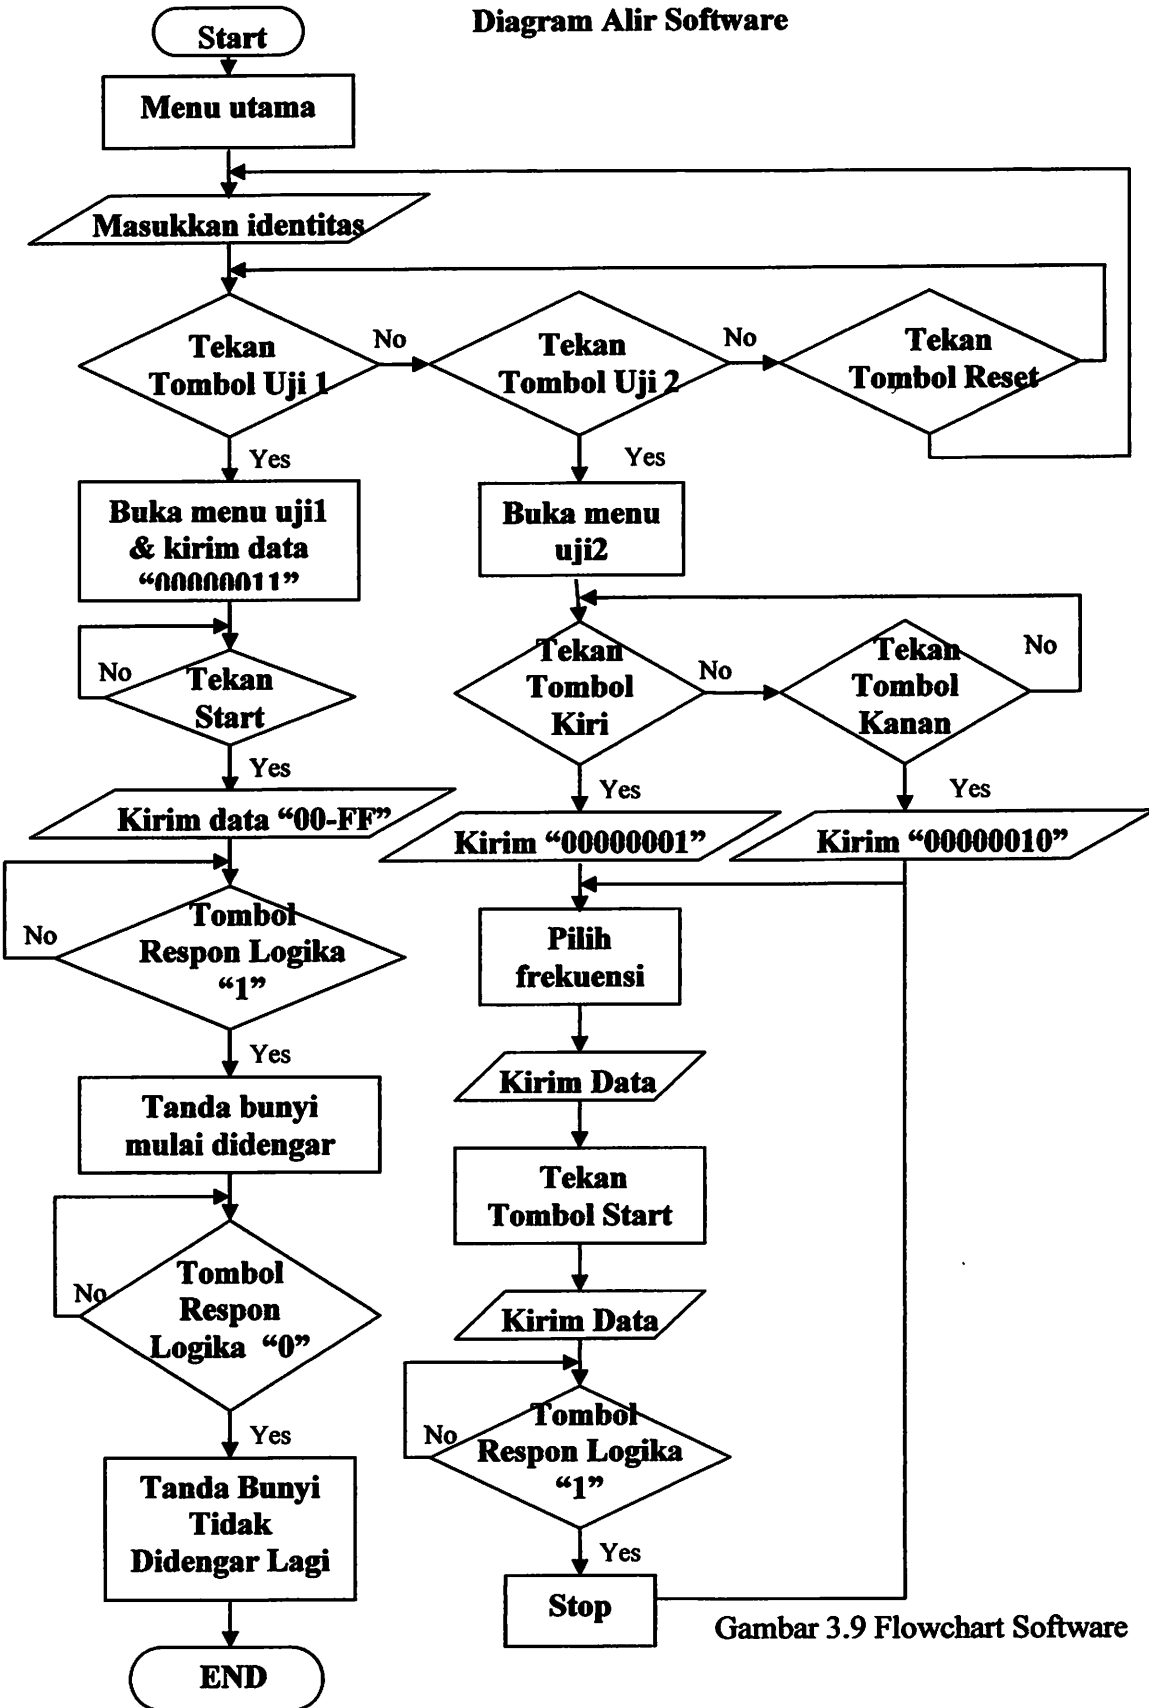 Diagram Alir Software
Start
Menu utama
Masukkan identitas
Tekan
Tombol Uji 1
No
Tekan
Tombol Uji 2
No
Tekan
Tombol Reset
Yes
Yes
Buka menu uji1
& kirim data
“00000011”
Buka menu
uji2
No
Tekan
Start
Tekan
Tombol
Kiri
No
Tekan
Tombol
Kanan
No
Yes
Yes
Yes
Kirim data “00-FF”
Kirim “00000001”
Kirim “00000010”
No
Tombol
Respon Logika
“1”
Pilih
frekuensi
Yes
Kirim Data
Tanda bunyi
mulai didengar
Tekan
Tombol Start
No
Tombol
Respon
Logika “0”
Kirim Data
No
Tombol
Respon Logika
“1”
Yes
Yes
Tanda Bunyi
Tidak
Didengar Lagi
Stop
END
Gambar 3.9 Flowchart Software